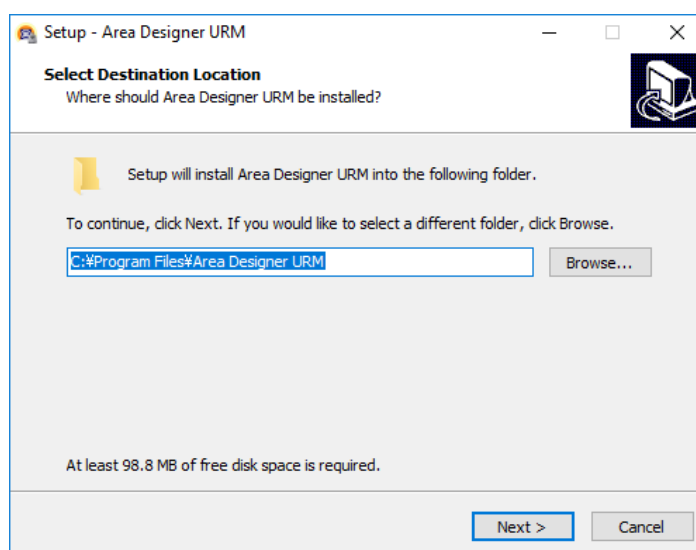 Setup - Area Designer URM
Select Destination Location
Where should Area Designer URM be installed?
Setup will install Area Designer URM into the following folder.
To continue, click Next. If you would like to select a different folder, click Browse.
C:¥Program Files¥Area Designer URM
Browse...
At least 98.8 MB of free disk space is required.
Next >
Cancel